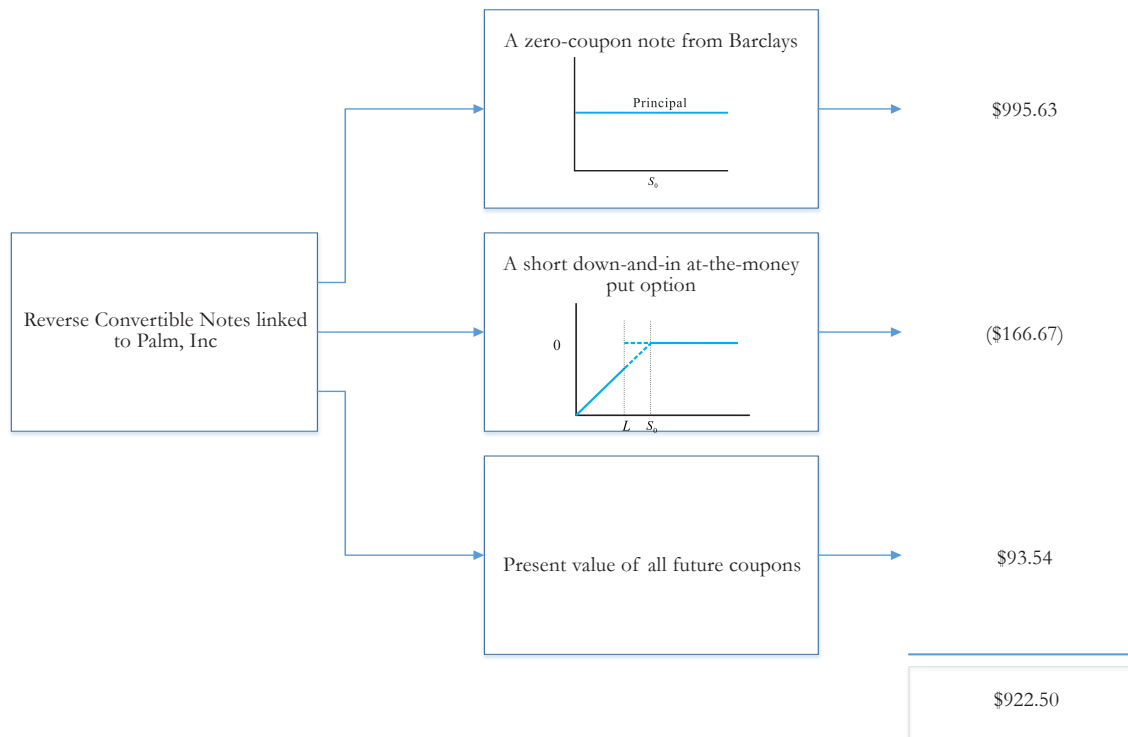 A zero-coupon note from Barclays
Principal
S₀
$995.63
Reverse Convertible Notes linked
to Palm, Inc
A short down-and-in at-the-money
put option
0
L S₀
($166.67)
Present value of all future coupons
$93.54
$922.50